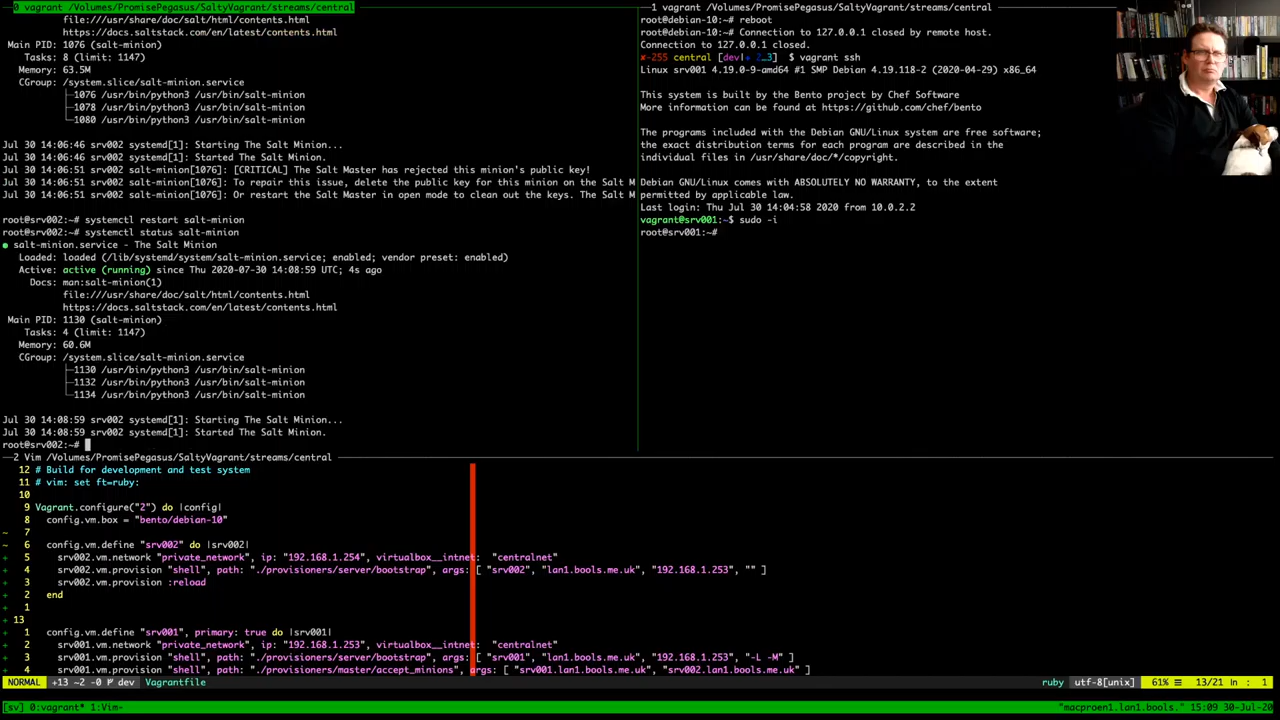 0 vagrant /Volumes/PromisePegasus/SaltyVagrant/streams/central
file:///usr/share/doc/salt/html/contents.html
https://docs.saltstack.com/en/latest/contents.html
Main PID: 1076 (salt-minion)
Tasks: 8 (limit: 1147)
Memory: 63.5M
CGroup: /system.slice/salt-minion.service
├─1076 /usr/bin/python3 /usr/bin/salt-minion
├─1078 /usr/bin/python3 /usr/bin/salt-minion
└─1080 /usr/bin/python3 /usr/bin/salt-minion
Jul 30 14:06:46 srv002 systemd[1]: Starting The Salt Minion...
Jul 30 14:06:46 srv002 systemd[1]: Started The Salt Minion.
Jul 30 14:06:51 srv002 salt-minion[1076]: [CRITICAL] The Salt Master has rejected this minion's public key!
Jul 30 14:06:51 srv002 salt-minion[1076]: To repair this issue, delete the public key for this minion on the Salt M
Jul 30 14:06:51 srv002 salt-minion[1076]: Or restart the Salt Master in open mode to clean out the keys. The Salt M
root@srv002:~# systemctl restart salt-minion
root@srv002:~# systemctl status salt-minion
● salt-minion.service - The Salt Minion
Loaded: loaded (/lib/systemd/system/salt-minion.service; enabled; vendor preset: enabled)
Active: active (running) since Thu 2020-07-30 14:08:59 UTC; 4s ago
Docs: man:salt-minion(1)
file:///usr/share/doc/salt/html/contents.html
https://docs.saltstack.com/en/latest/contents.html
Main PID: 1130 (salt-minion)
Tasks: 4 (limit: 1147)
Memory: 60.6M
CGroup: /system.slice/salt-minion.service
├─1130 /usr/bin/python3 /usr/bin/salt-minion
├─1132 /usr/bin/python3 /usr/bin/salt-minion
└─1134 /usr/bin/python3 /usr/bin/salt-minion
Jul 30 14:08:59 srv002 systemd[1]: Starting The Salt Minion...
Jul 30 14:08:59 srv002 systemd[1]: Started The Salt Minion.
root@srv002:~#
1 vagrant /Volumes/PromisePegasus/SaltyVagrant/streams/central
root@debian-10:~# reboot
root@debian-10:~# Connection to 127.0.0.1 closed by remote host.
Connection to 127.0.0.1 closed.
✘-255 central [dev|● 2…3] $ vagrant ssh
Linux srv001 4.19.0-9-amd64 #1 SMP Debian 4.19.118-2 (2020-04-29) x86_64
This system is built by the Bento project by Chef Software
More information can be found at https://github.com/chef/bento
The programs included with the Debian GNU/Linux system are free software;
the exact distribution terms for each program are described in the
individual files in /usr/share/doc/*/copyright.
Debian GNU/Linux comes with ABSOLUTELY NO WARRANTY, to the extent
permitted by applicable law.
Last login: Thu Jul 30 14:04:58 2020 from 10.0.2.2
vagrant@srv001:~$ sudo -i
root@srv001:~#
2 Vim /Volumes/PromisePegasus/SaltyVagrant/streams/central
12 # Build for development and test system
11 # vim: set ft=ruby:
10
9 Vagrant.configure("2") do |config|
8 config.vm.box = "bento/debian-10"
~ 7
~ 6 config.vm.define "srv002" do |srv002|
+ 5 srv002.vm.network "private_network", ip: "192.168.1.254", virtualbox__intnet: "centralnet"
+ 4 srv002.vm.provision "shell", path: "./provisioners/server/bootstrap", args: [ "srv002", "lan1.bools.me.uk", "192.168.1.253", "" ]
+ 3 srv002.vm.provision :reload
+ 2 end
+ 1
+ 13
+ 1 config.vm.define "srv001", primary: true do |srv001|
+ 2 srv001.vm.network "private_network", ip: "192.168.1.253", virtualbox__intnet: "centralnet"
+ 3 srv001.vm.provision "shell", path: "./provisioners/server/bootstrap", args: [ "srv001", "lan1.bools.me.uk", "192.168.1.253", "-L -M" ]
+ 4 srv001.vm.provision "shell", path: "./provisioners/master/accept_minions", args: [ "srv001.lan1.bools.me.uk", "srv002.lan1.bools.me.uk" ]
NORMAL +13 ~2 -0 dev Vagrantfile ruby utf-8[unix] 61% 13/21 ln : 1
[sv] 0:vagrant* 1:Vim- "macproen1.lan1.bools." 15:09 30-Jul-20